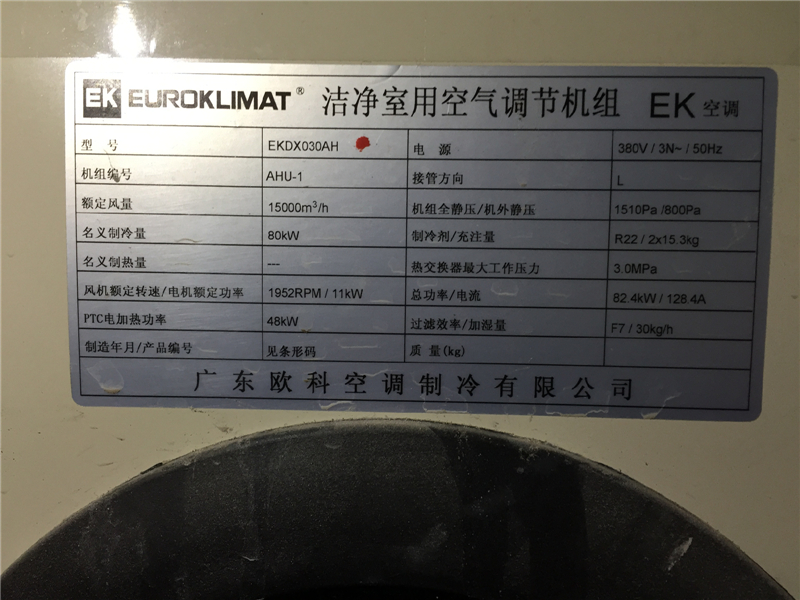 EK EUROKLIMAT® 洁净室用空气调节机组 EK 空调
型 号 EKDX030AH 电 源 380V / 3N~ / 50Hz
机组编号 AHU-1 接管方向 L
额定风量 15000m³/h 机组全静压/机外静压 1510Pa /800Pa
名义制冷量 80kW 制冷剂/充注量 R22 / 2x15.3kg
名义制热量 --- 热交换器最大工作压力 3.0MPa
风机额定转速/电机额定功率 1952RPM / 11kW 总功率/电流 82.4kW / 128.4A
PTC电加热功率 48kW 过滤效率/加湿量 F7 / 30kg/h
制造年月/产品编号 见条形码 质 量(kg)
广东欧科空调制冷有限公司